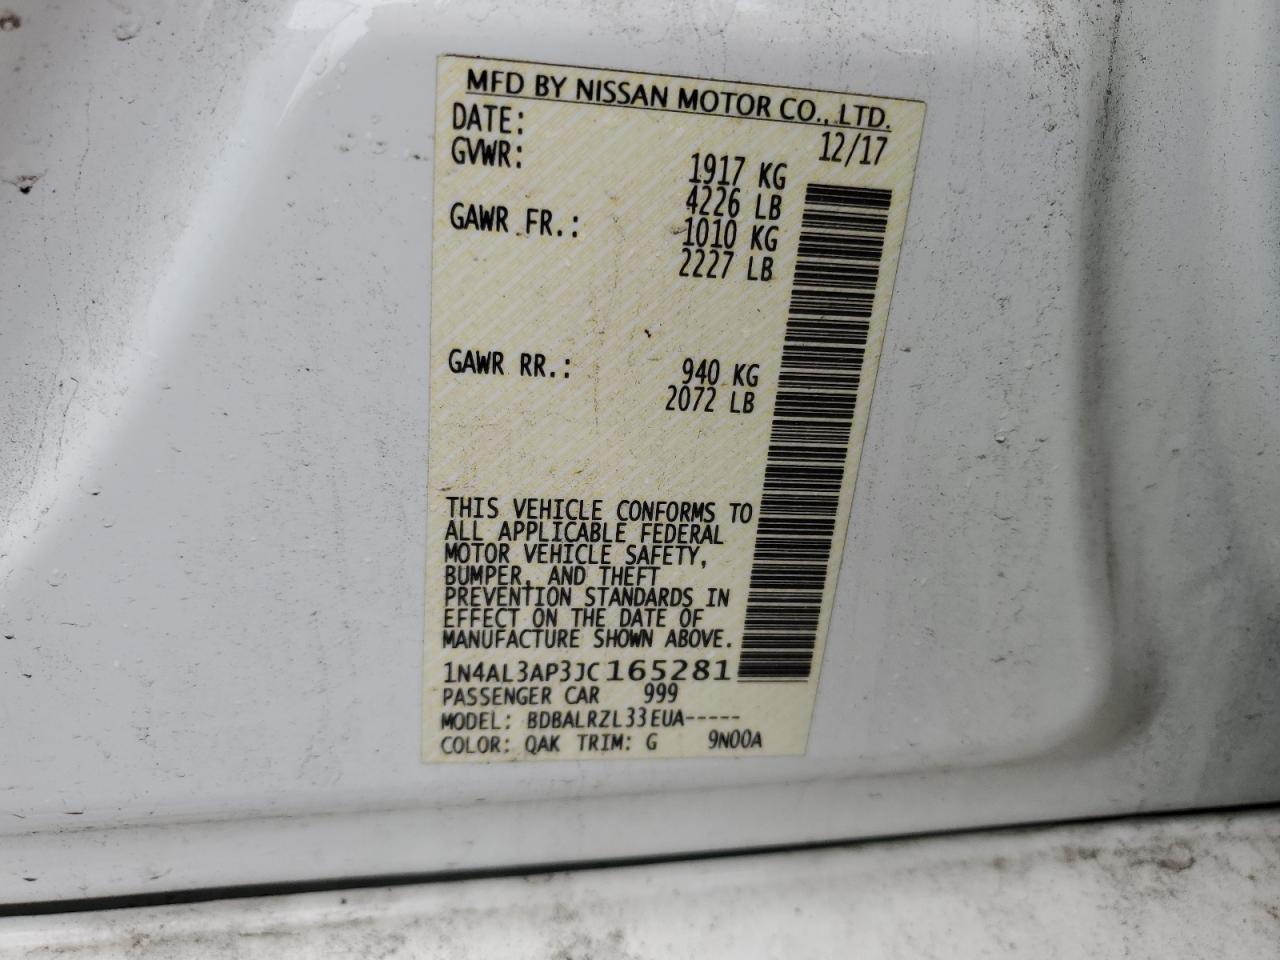 MFD BY NISSAN MOTOR CO., LTD.
DATE: 12/17
GVWR: 1917 KG
4226 LB
GAWR FR.: 1010 KG
2227 LB
GAWR RR.: 940 KG
2072 LB
THIS VEHICLE CONFORMS TO
ALL APPLICABLE FEDERAL
MOTOR VEHICLE SAFETY,
BUMPER, AND THEFT
PREVENTION STANDARDS IN
EFFECT ON THE DATE OF
MANUFACTURE SHOWN ABOVE.
1N4AL3AP3JC165281
PASSENGER CAR 999
MODEL: BDBALRZL33EUA-----
COLOR: QAK TRIM: G 9N00A